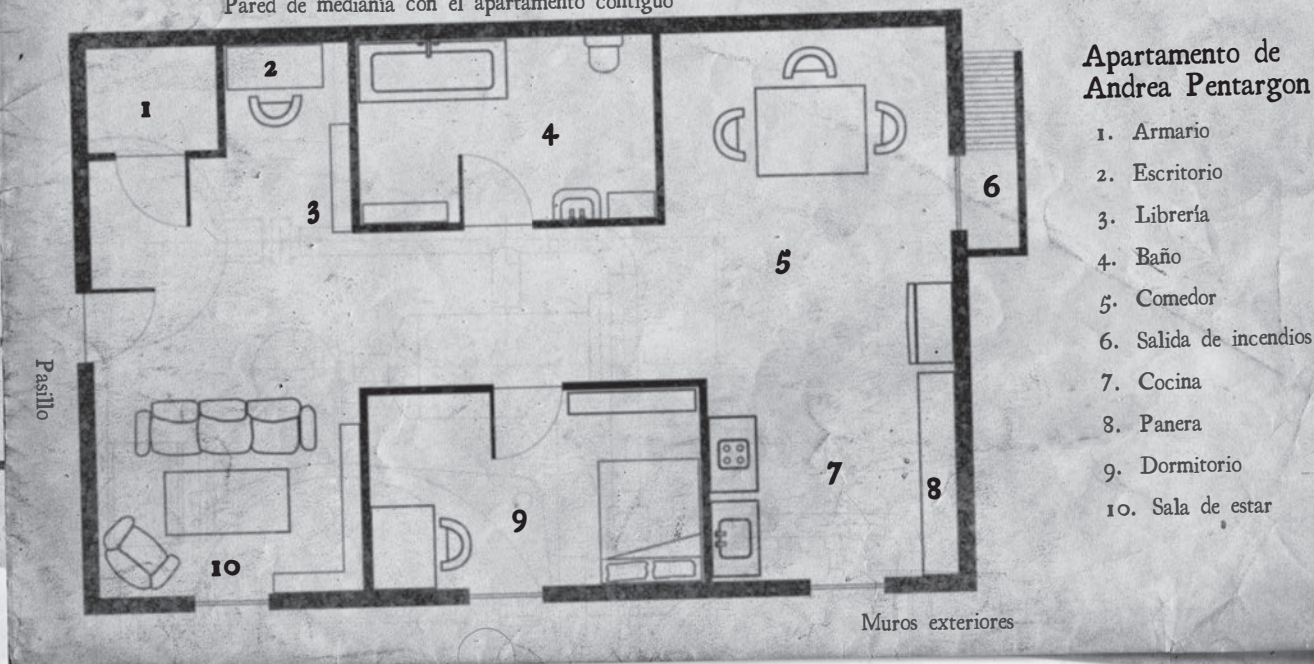 Pared de medianía con el apartamento contiguo
Apartamento de
Andrea Pentargon
1. Armario
2. Escritorio
3. Librería
4. Baño
5. Comedor
6. Salida de incendios
7. Cocina
8. Panera
9. Dormitorio
10. Sala de estar
1
2
3
4
5
6
7
8
9
10
Pasillo
Muros exteriores